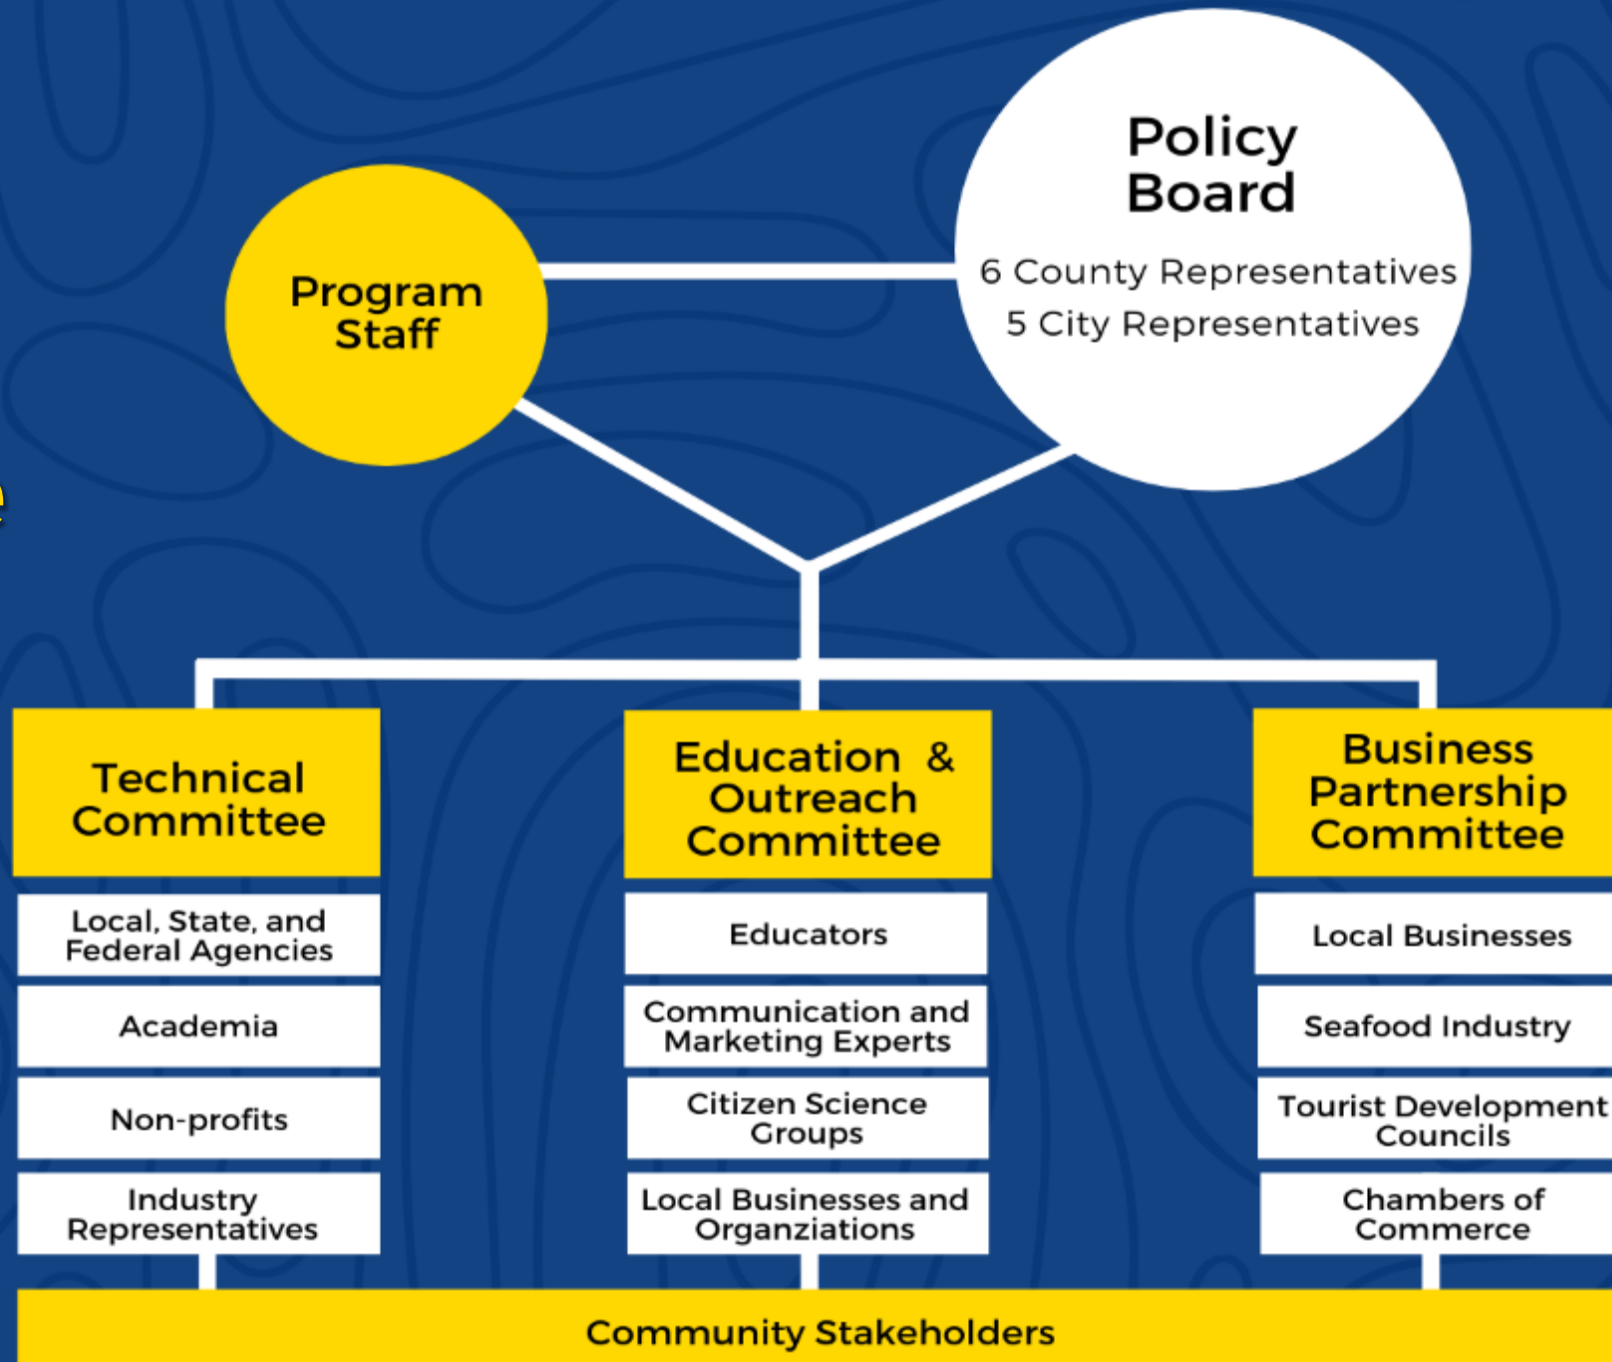 Policy
Board
6 County Representatives
5 City Representatives
Program
Staff
e
Technical
Committee
Local, State, and
Federal Agencies
Academia
Non-profits
Industry
Representatives
Education &
Outreach
Committee
Educators
Communication and
Marketing Experts
Citizen Science
Groups
Local Businesses and
Organziations
Business
Partnership
Committee
Local Businesses
Seafood Industry
Tourist Development
Councils
Chambers of
Commerce
Community Stakeholders